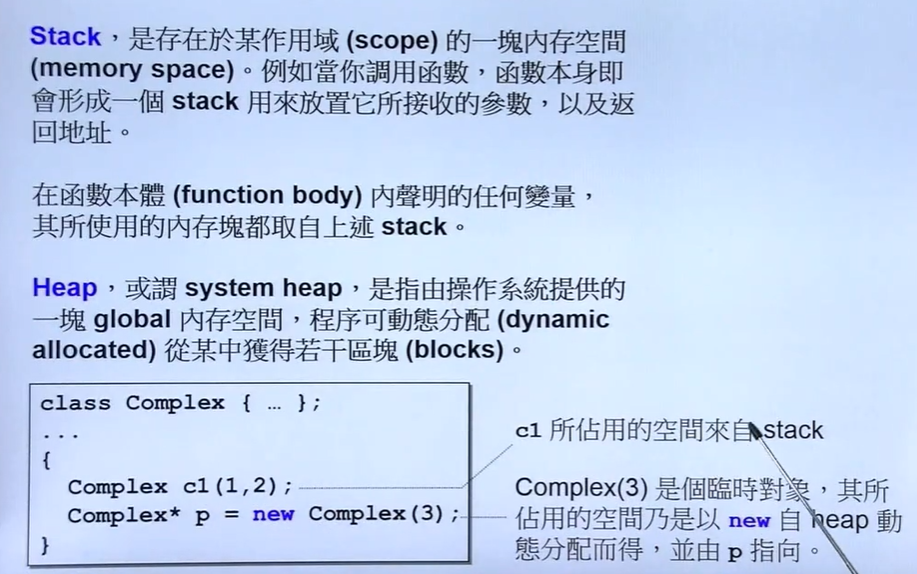 Stack，是存在於某作用域 (scope) 的一塊內存空間
(memory space)。例如當你調用函數，函數本身即
會形成一個 stack 用來放置它所接收的參數，以及返
回地址。
在函數本體 (function body) 內聲明的任何變量，
其所使用的內存塊都取自上述 stack。
Heap，或謂 system heap，是指由操作系統提供的
一塊 global 內存空間，程序可動態分配 (dynamic
allocated) 從某中獲得若干區塊 (blocks)。
class Complex { … };
...
{
Complex c1(1,2);
Complex* p = new Complex(3);
}
c1 所佔用的空間來自 stack
Complex(3) 是個臨時對象，其所
佔用的空間乃是以 new 自 heap 動
態分配而得，並由 p 指向。